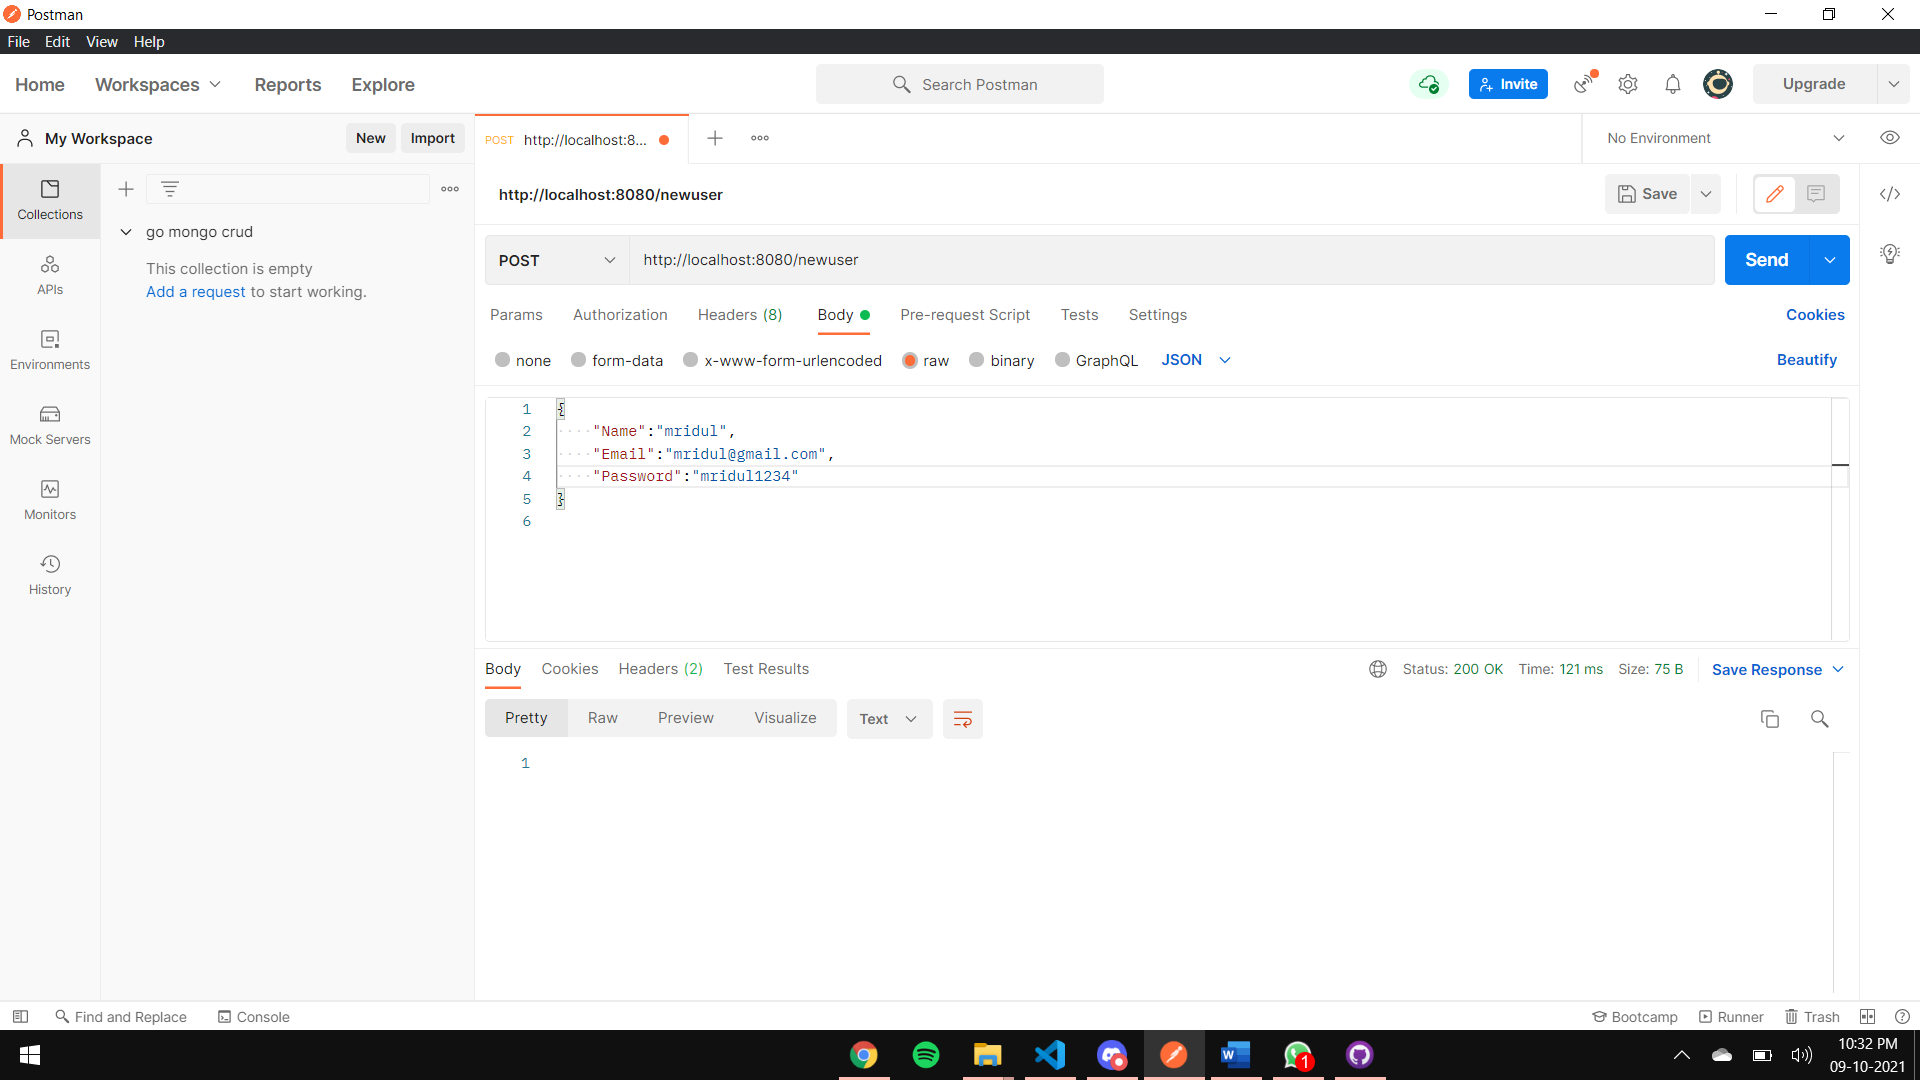 Postman
File Edit View Help
Home Workspaces Reports Explore Search Postman Invite Upgrade
My Workspace New Import POST http://localhost:8... No Environment
Collections
http://localhost:8080/newuser Save
go mongo crud
This collection is empty
Add a request to start working.
APIs
Environments
Mock Servers
Monitors
History
POST http://localhost:8080/newuser Send
Params Authorization Headers (8) Body Pre-request Script Tests Settings Cookies
none form-data x-www-form-urlencoded raw binary GraphQL JSON Beautify
1 {
2 "Name":"mridul",
3 "Email":"mridul@gmail.com",
4 "Password":"mridul1234"
5 }
6
Body Cookies Headers (2) Test Results Status: 200 OK Time: 121 ms Size: 75 B Save Response
Pretty Raw Preview Visualize Text
1
Find and Replace Console Bootcamp Runner Trash
1
10:32 PM
09-10-2021